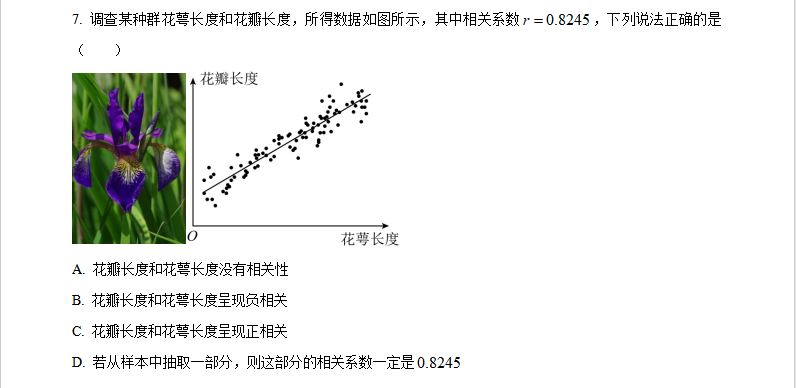 7. 调查某种群花萼长度和花瓣长度，所得数据如图所示，其中相关系数 r = 0.8245，下列说法正确的是
（　　）
花瓣长度
O
花萼长度
A. 花瓣长度和花萼长度没有相关性
B. 花瓣长度和花萼长度呈现负相关
C. 花瓣长度和花萼长度呈现正相关
D. 若从样本中抽取一部分，则这部分的相关系数一定是 0.8245